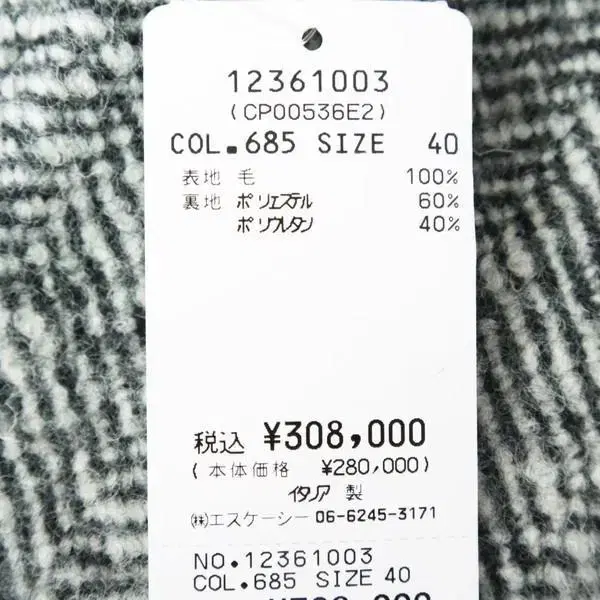 12361003
(CP00536E2)
COL.685 SIZE 40
表地 毛 100%
裏地 ポリエステル 60%
ポリウレタン 40%
税込 ¥308,000
(本体価格 ¥280,000)
イタリア 製
㈱エスケーシー 06-6245-3171
NO.12361003
COL.685 SIZE 40